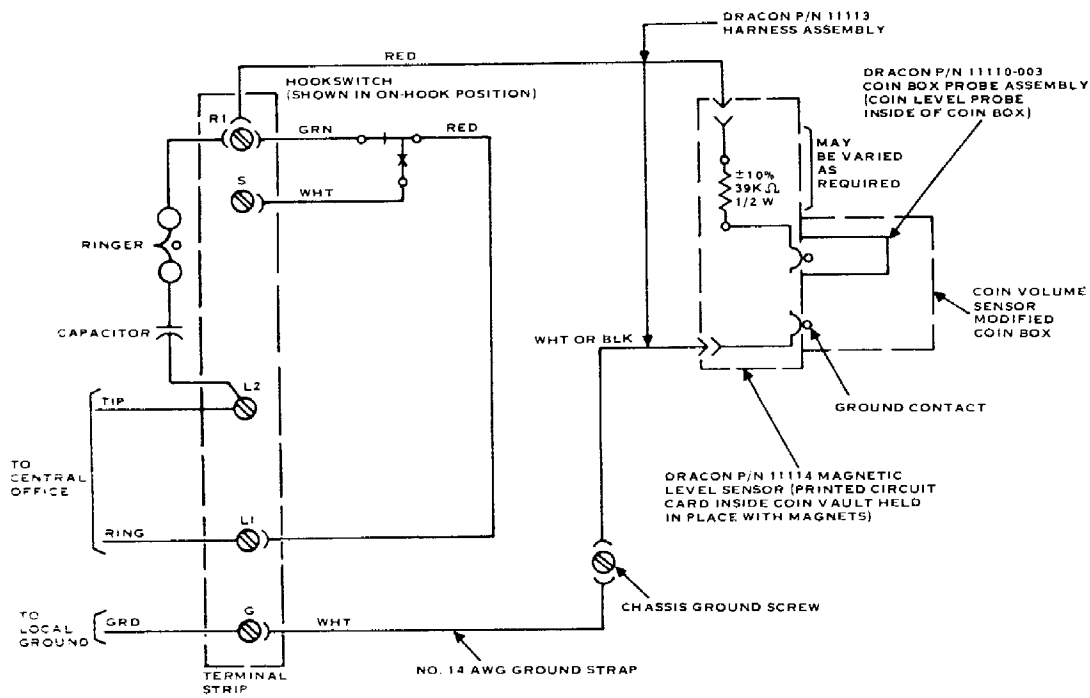 DRACON P/N 11113
HARNESS ASSEMBLY
RED
HOOKSWITCH
(SHOWN IN ON-HOOK POSITION)
DRACON P/N 11110-003
COIN BOX PROBE ASSEMBLY
(COIN LEVEL PROBE
INSIDE OF COIN BOX)
R1
GRN
RED
MAY
BE VARIED
AS
REQUIRED
S
WHT
±10%
39KΩ
1/2 W
RINGER
CAPACITOR
COIN VOLUME
SENSOR
MODIFIED
COIN BOX
WHT OR BLK
L2
TIP
GROUND CONTACT
TO
CENTRAL
OFFICE
DRACON P/N 11114 MAGNETIC
LEVEL SENSOR (PRINTED CIRCUIT
CARD INSIDE COIN VAULT HELD
IN PLACE WITH MAGNETS)
L1
RING
CHASSIS GROUND SCREW
TO
LOCAL
GROUND
GRD
G
WHT
NO. 14 AWG GROUND STRAP
TERMINAL
STRIP